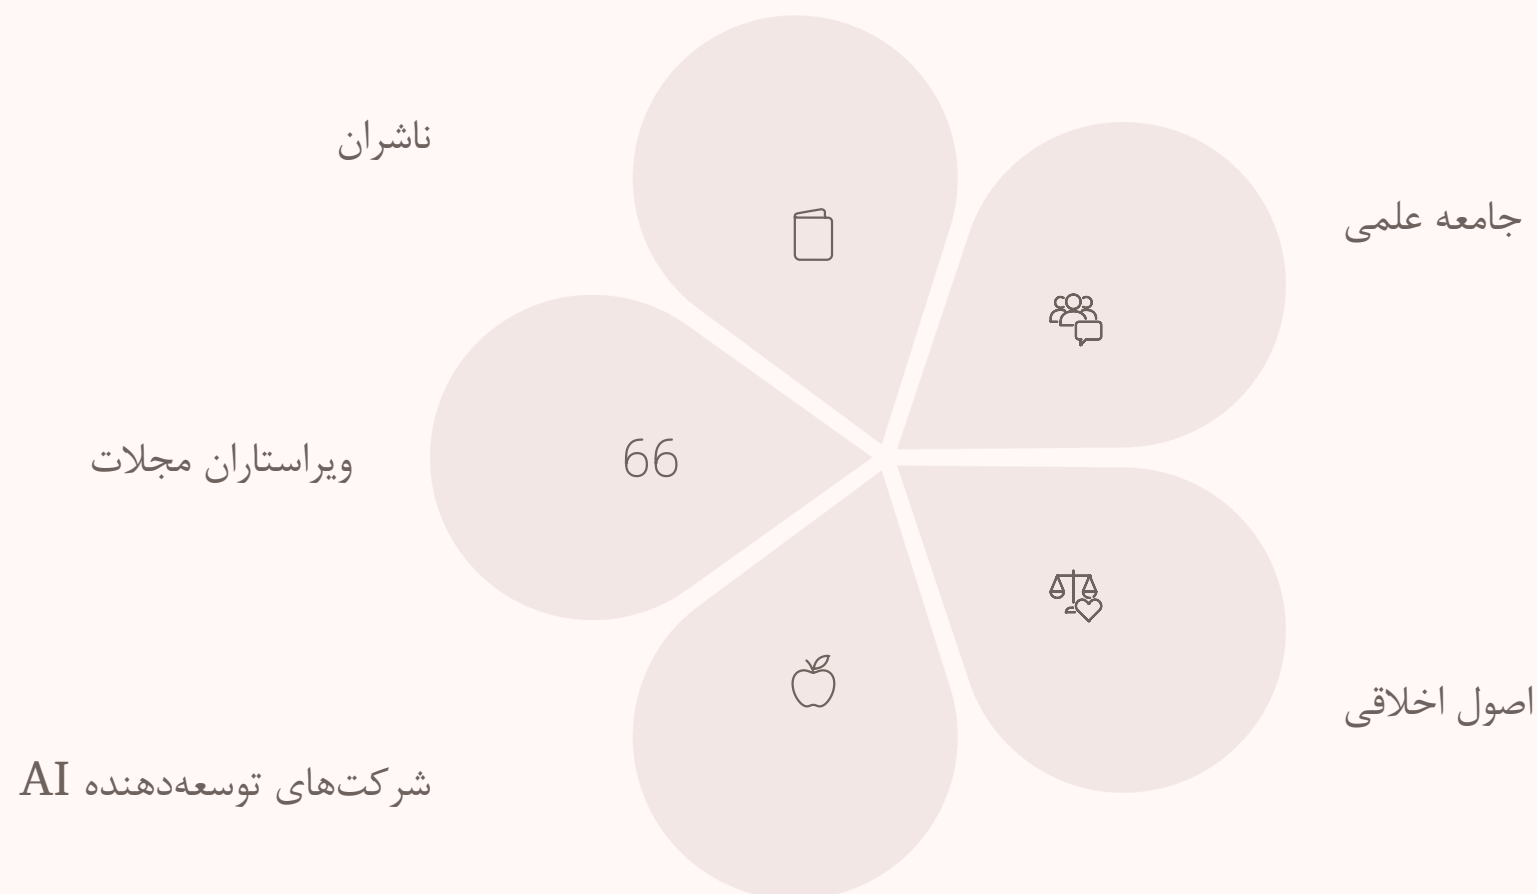 ناشران
جامعه علمی
ویراستاران مجلات
66
اصول اخلاقی
شرکت‌های توسعه‌دهنده AI